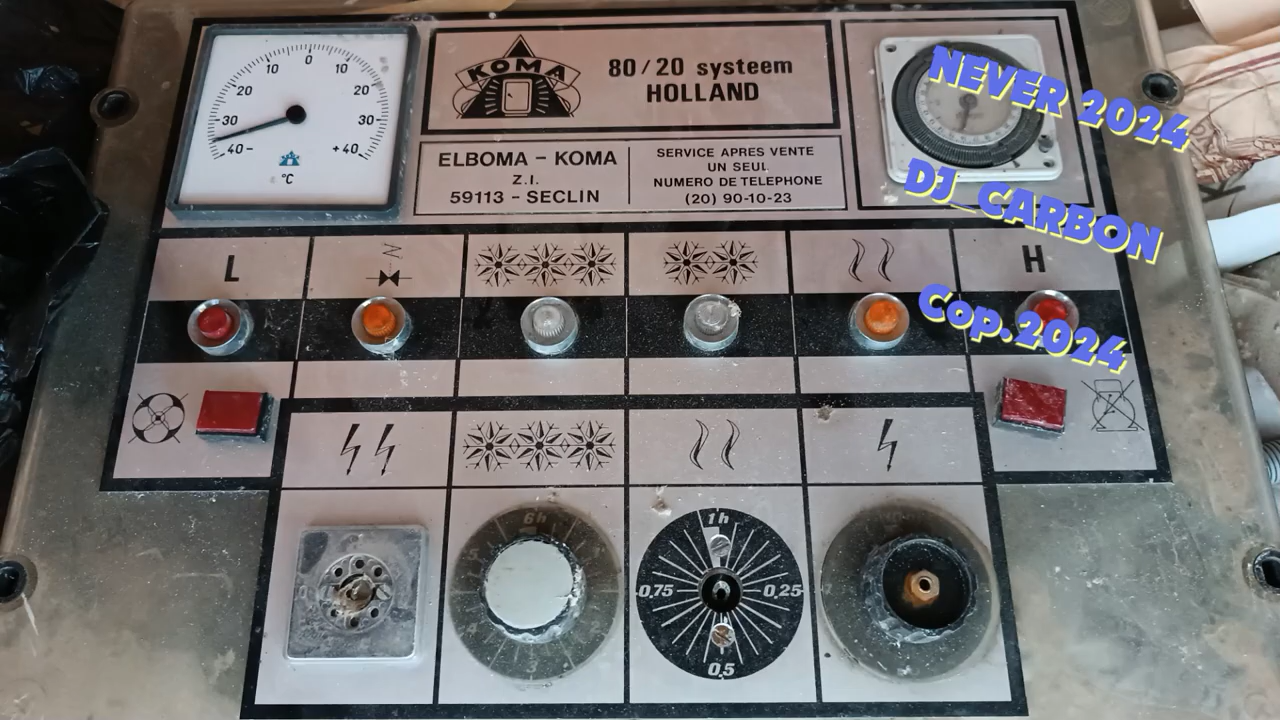 0
10
10
20
20
30
30
40-
+40
°C
KOMA
80/20 systeem
HOLLAND
ELBOMA - KOMA
Z.I.
59113 - SECLIN
SERVICE APRES VENTE
UN SEUL
NUMERO DE TELEPHONE
(20) 90-10-23
NEVER 2024
DJ_CARBON
Cop.2024
L
H
6h
1h
0,75
0,25
0,5